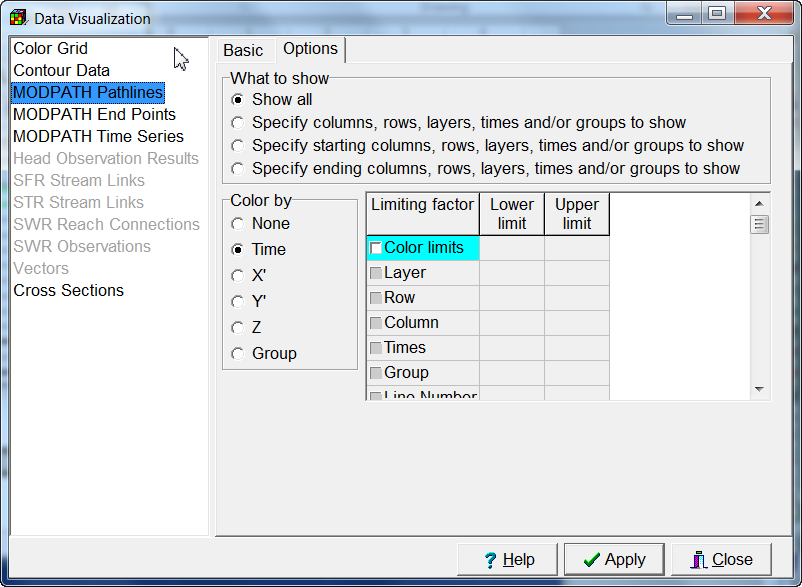 Data Visualization
Color Grid
Contour Data
MODPATH Pathlines
MODPATH End Points
MODPATH Time Series
Head Observation Results
SFR Stream Links
STR Stream Links
SWR Reach Connections
SWR Observations
Vectors
Cross Sections
Basic
Options
What to show
Show all
Specify columns, rows, layers, times and/or groups to show
Specify starting columns, rows, layers, times and/or groups to show
Specify ending columns, rows, layers, times and/or groups to show
Color by
None
Time
X'
Y'
Z
Group
Limiting factor
Lower
limit
Upper
limit
Color limits
Layer
Row
Column
Times
Group
Line Number
Help
Apply
Close